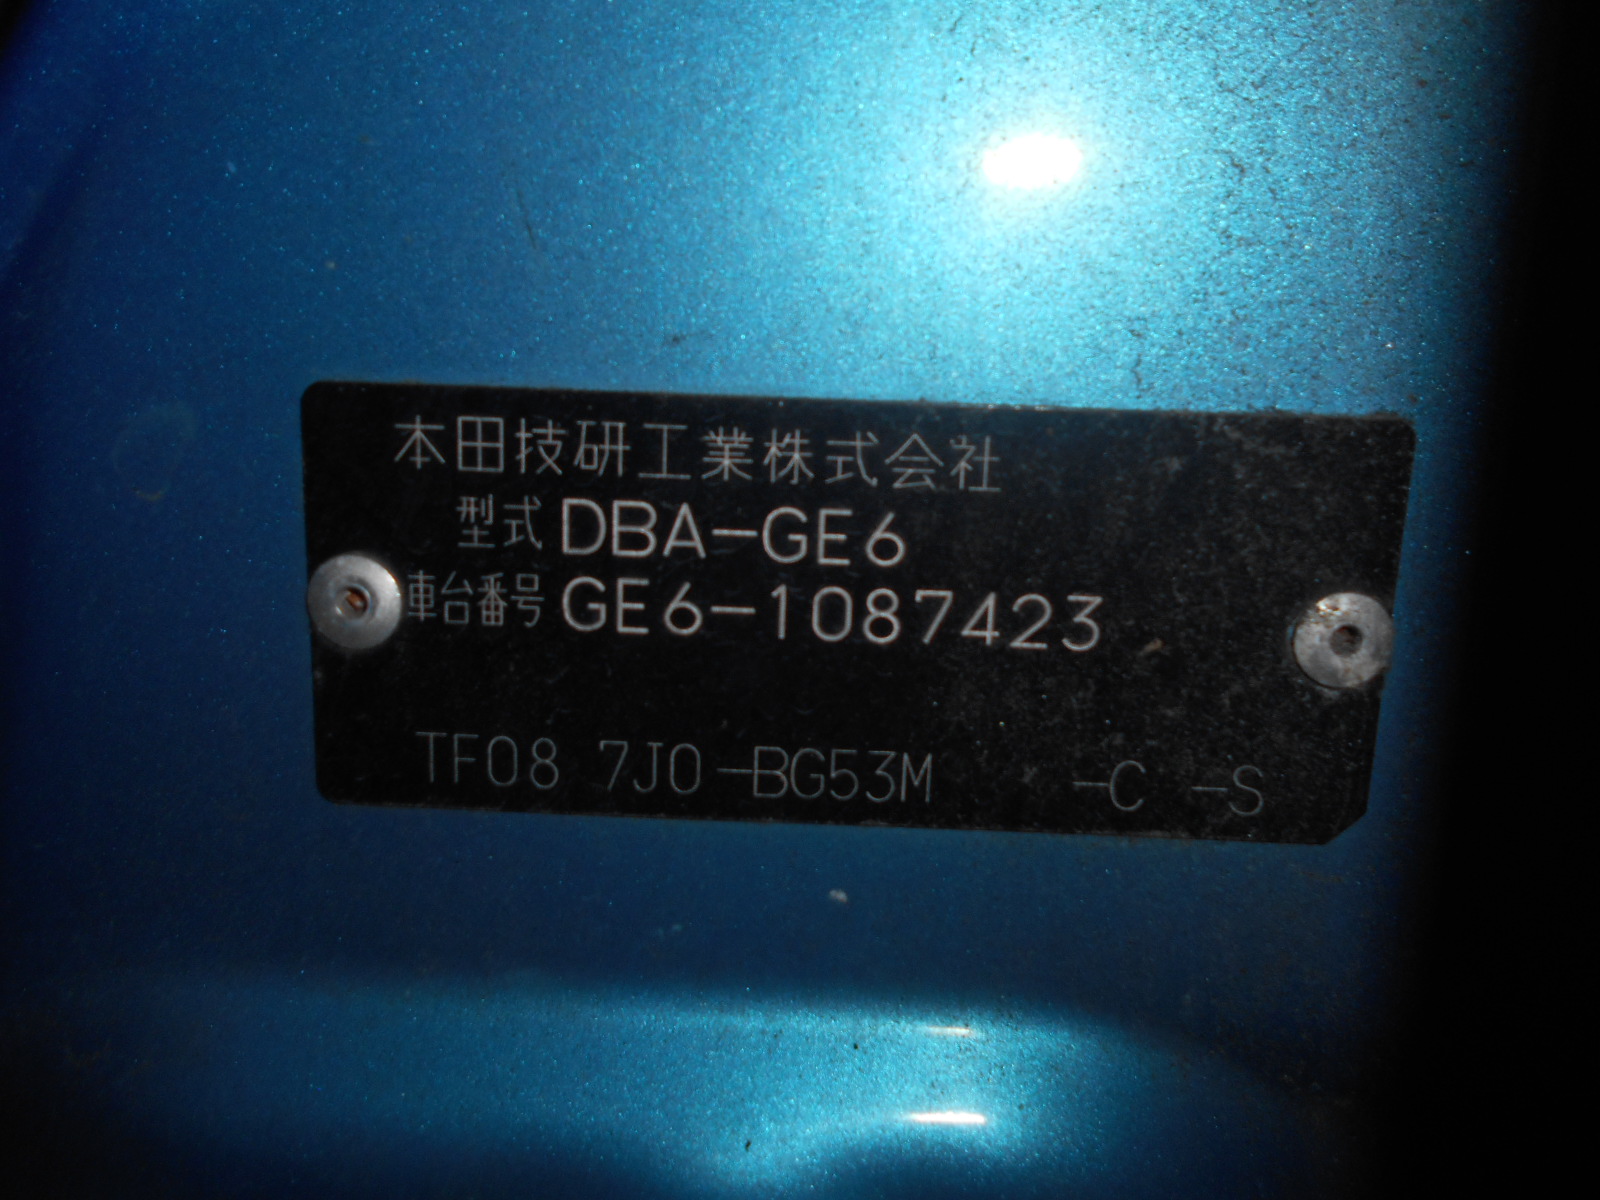 本田技研工業株式会社
型式 DBA-GE6
車台番号 GE6-1087423
TF08 7J0-BG53M -C -S